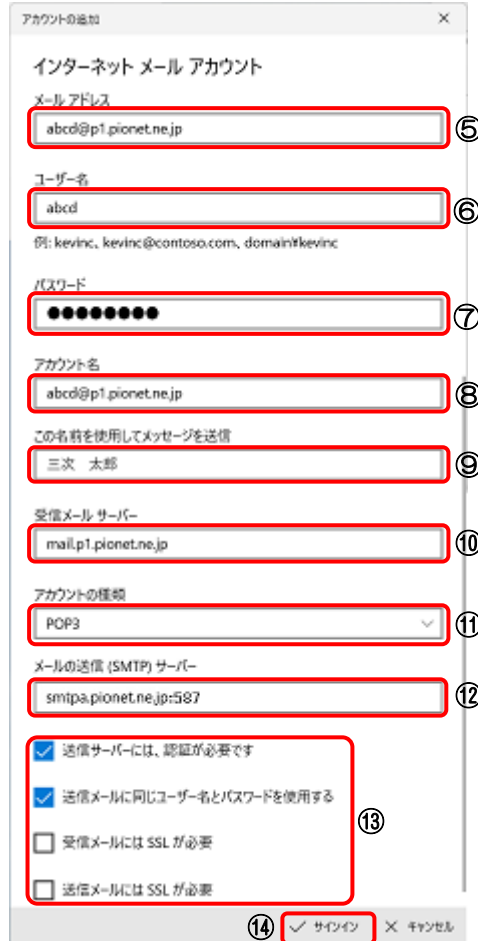 アカウントの追加 ×
インターネット メール アカウント
メール アドレス
abcd@p1.pionet.ne.jp ⑤
ユーザー名
abcd ⑥
例: kevinc、kevinc@contoso.com、domain¥kevinc
パスワード
●●●●●●●● ⑦
アカウント名
abcd@p1.pionet.ne.jp ⑧
この名前を使用してメッセージを送信
三次 太郎 ⑨
受信メール サーバー
mail.p1.pionet.ne.jp ⑩
アカウントの種類
POP3 ⑪
メールの送信 (SMTP) サーバー
smtpa.pionet.ne.jp:587 ⑫
送信サーバーには、認証が必要です
送信メールに同じユーザー名とパスワードを使用する
⑬
受信メールには SSL が必要
送信メールには SSL が必要
⑭ サインイン × キャンセル